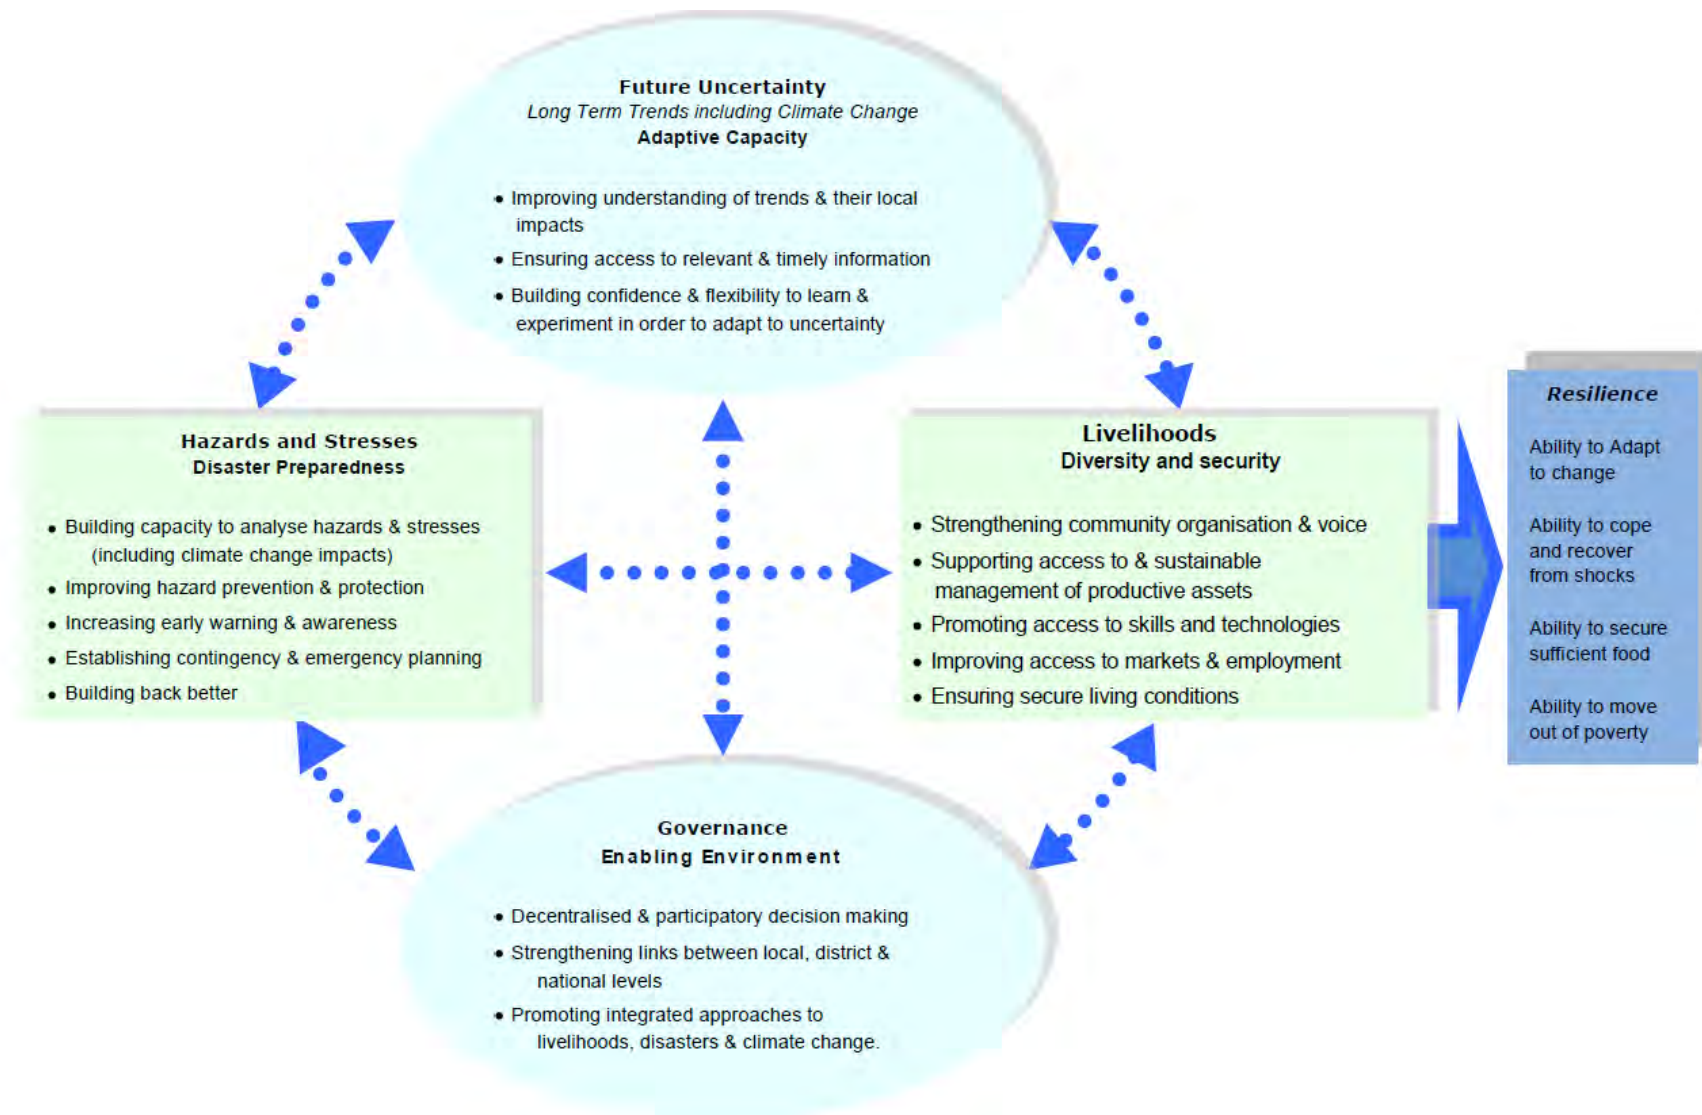 Future Uncertainty
Long Term Trends including Climate Change
Adaptive Capacity
• Improving understanding of trends & their local
impacts
• Ensuring access to relevant & timely information
• Building confidence & flexibility to learn &
experiment in order to adapt to uncertainty
Hazards and Stresses
Disaster Preparedness
• Building capacity to analyse hazards & stresses
(including climate change impacts)
• Improving hazard prevention & protection
• Increasing early warning & awareness
• Establishing contingency & emergency planning
• Building back better
Livelihoods
Diversity and security
• Strengthening community organisation & voice
• Supporting access to & sustainable
management of productive assets
• Promoting access to skills and technologies
• Improving access to markets & employment
• Ensuring secure living conditions
Resilience
Ability to Adapt
to change
Ability to cope
and recover
from shocks
Ability to secure
sufficient food
Ability to move
out of poverty
Governance
Enabling Environment
• Decentralised & participatory decision making
• Strengthening links between local, district &
national levels
• Promoting integrated approaches to
livelihoods, disasters & climate change.